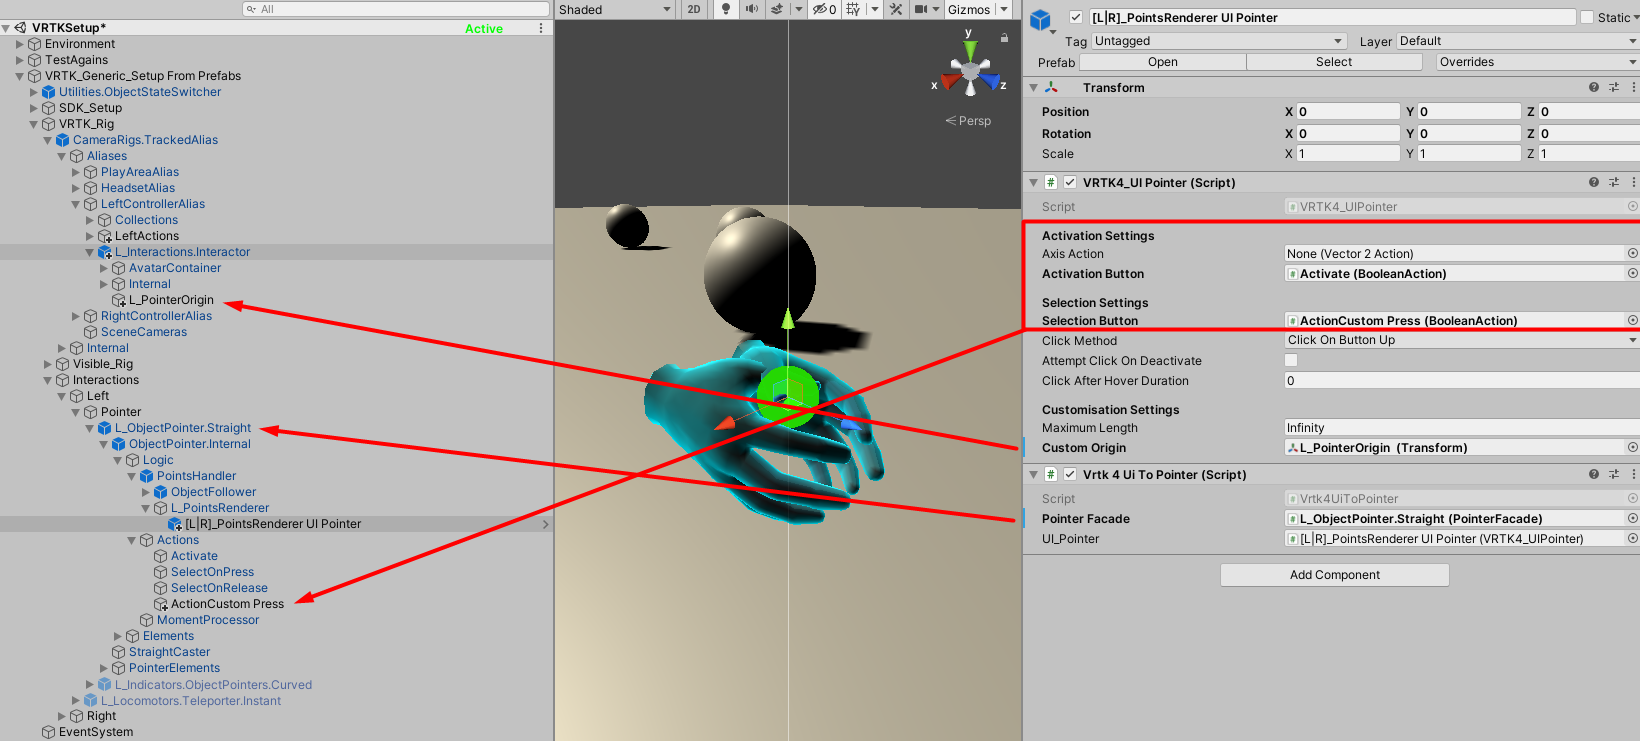 All
VRTKSetup*
Active
Environment
TestAgains
VRTK_Generic_Setup From Prefabs
Utilities.ObjectStateSwitcher
SDK_Setup
VRTK_Rig
CameraRigs.TrackedAlias
Aliases
PlayAreaAlias
HeadsetAlias
LeftControllerAlias
Collections
LeftActions
L_Interactions.Interactor
AvatarContainer
Internal
L_PointerOrigin
RightControllerAlias
SceneCameras
Internal
Visible_Rig
Interactions
Left
Pointer
L_ObjectPointer.Straight
ObjectPointer.Internal
Logic
PointsHandler
ObjectFollower
L_PointsRenderer
[L|R]_PointsRenderer UI Pointer
Actions
Activate
SelectOnPress
SelectOnRelease
ActionCustom Press
MomentProcessor
Elements
StraightCaster
PointerElements
L_Indicators.ObjectPointers.Curved
L_Locomotors.Teleporter.Instant
Right
EventSystem
Shaded 2D 0 Gizmos
y
x z
Persp
[L|R]_PointsRenderer UI Pointer Static
Tag Untagged Layer Default
Prefab Open Select Overrides
Transform
Position X 0 Y 0 Z 0
Rotation X 0 Y 0 Z 0
Scale X 1 Y 1 Z 1
# VRTK4_UI Pointer (Script)
Script # VRTK4_UIPointer
Activation Settings
Axis Action None (Vector 2 Action)
Activation Button # Activate (BooleanAction)
Selection Settings
Selection Button # ActionCustom Press (BooleanAction)
Click Method Click On Button Up
Attempt Click On Deactivate
Click After Hover Duration 0
Customisation Settings
Maximum Length Infinity
Custom Origin L_PointerOrigin (Transform)
# Vrtk 4 Ui To Pointer (Script)
Script # Vrtk4UiToPointer
Pointer Facade # L_ObjectPointer.Straight (PointerFacade)
UI_Pointer # [L|R]_PointsRenderer UI Pointer (VRTK4_UIPointer)
Add Component